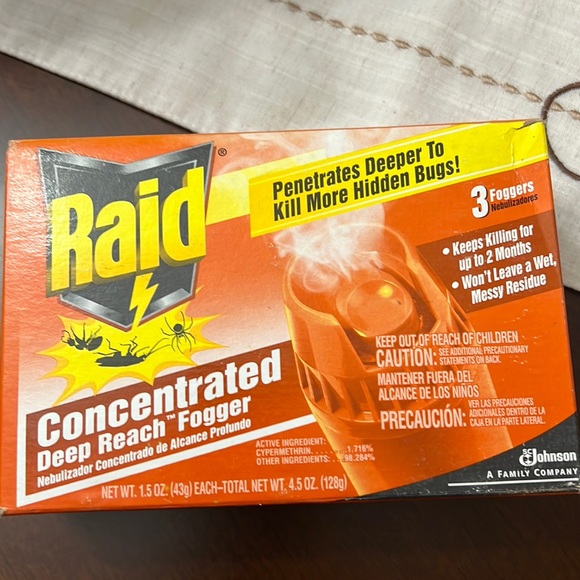 Raid®
Penetrates Deeper To
Kill More Hidden Bugs!
3 Foggers
Nebulizadores
• Keeps Killing for
up to 2 Months
• Won't Leave a Wet,
Messy Residue
Concentrated
Deep Reach™ Fogger
Nebulizador Concentrado de Alcance Profundo
KEEP OUT OF REACH OF CHILDREN
CAUTION: SEE ADDITIONAL PRECAUTIONARY
STATEMENTS ON BACK.
MANTENER FUERA DEL
ALCANCE DE LOS NIÑOS
PRECAUCIÓN: VER LAS PRECAUCIONES
ADICIONALES DENTRO DE LA
CAJA EN LA PARTE LATERAL.
ACTIVE INGREDIENT:
CYPERMETHRIN.....1.716%
OTHER INGREDIENTS:..98.284%
NET WT. 1.5 OZ. (43g) EACH–TOTAL NET WT. 4.5 OZ. (128g)
SC Johnson
A FAMILY COMPANY